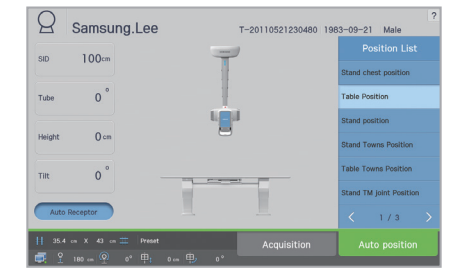 ?
Samsung.Lee T-20110521230480 1983-09-21 Male
Position List
SID 100cm
Stand chest position
Tube 0°
Table Position
Stand position
Height 0 cm
Stand Towns Position
Tilt 0°
Table Towns Position
Stand TM joint Position
Auto Receptor
< 1 / 3 >
35.4 cm X 43 cm Preset
Acquisition Auto position
180 cm 0° 0 cm 0°